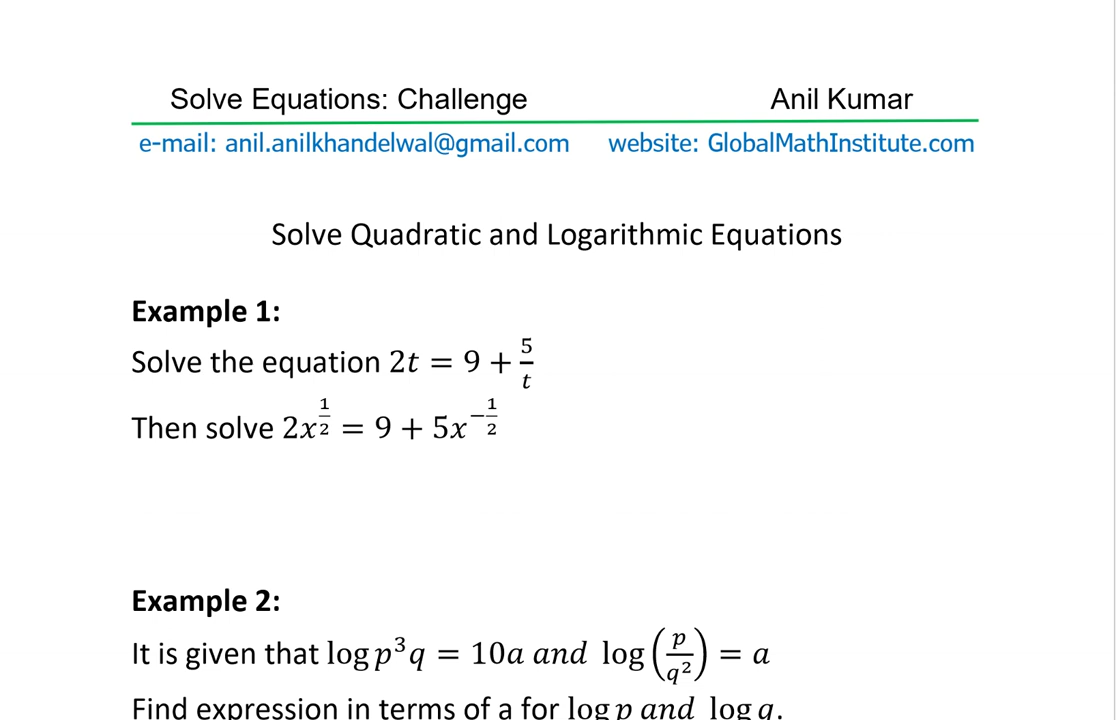 Solve Equations: Challenge Anil Kumar
e-mail: anil.anilkhandelwal@gmail.com website: GlobalMathInstitute.com
Solve Quadratic and Logarithmic Equations
Example 1:
Solve the equation 2t = 9 + 5/t
Then solve 2x^(1/2) = 9 + 5x^(-1/2)
Example 2:
It is given that log p³q = 10a and log (p/q²) = a
Find expression in terms of a for log p and log q.